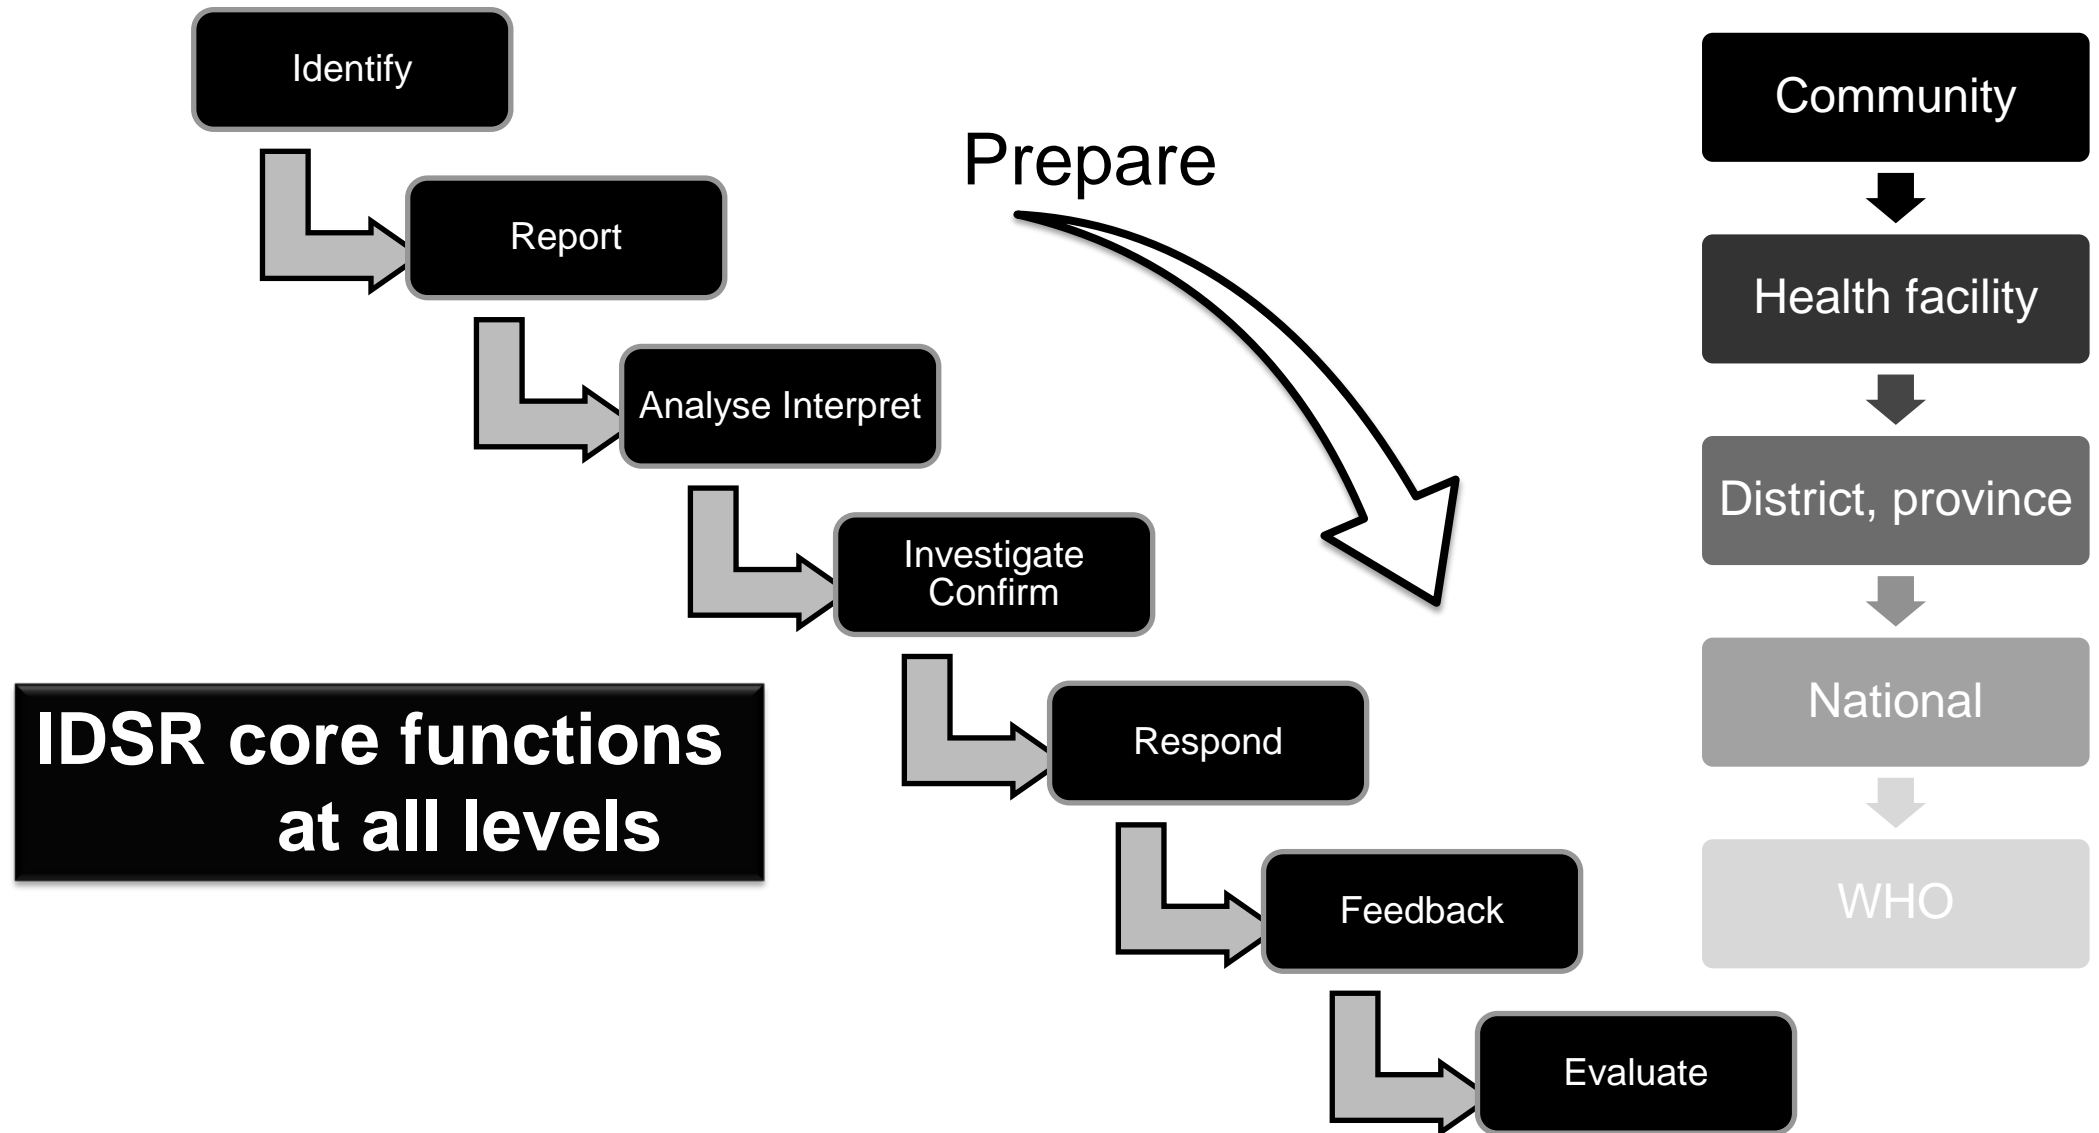 Identify
Report
Analyse Interpret
Investigate
Confirm
Respond
Feedback
Evaluate
Prepare
IDSR core functions
at all levels
Community
Health facility
District, province
National
WHO